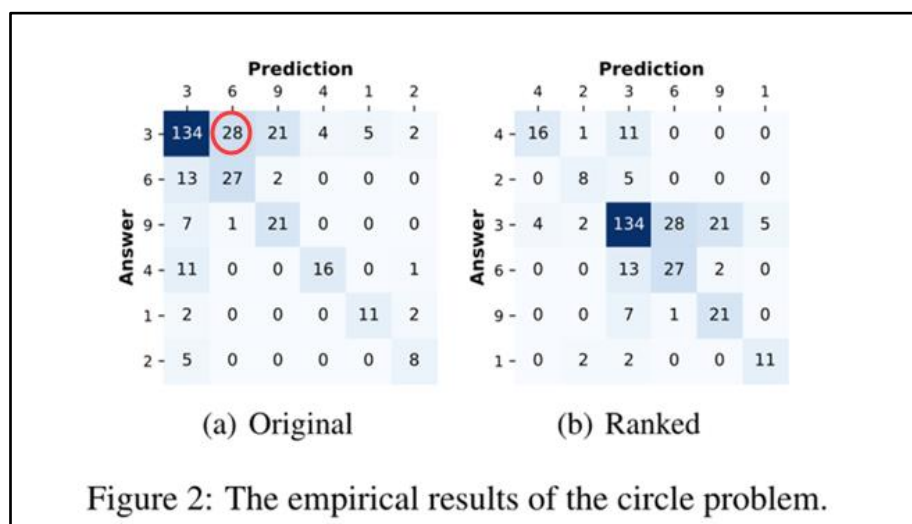 Prediction Prediction
3 6 9 4 1 2 4 2 3 6 9 1
3 - 134 28 21 4 5 2 4 - 16 1 11 0 0 0
6 - 13 27 2 0 0 0 2 - 0 8 5 0 0 0
Answer Answer
9 - 7 1 21 0 0 0 3 - 4 2 134 28 21 5
4 - 11 0 0 16 0 1 6 - 0 0 13 27 2 0
1 - 2 0 0 0 11 2 9 - 0 0 7 1 21 0
2 - 5 0 0 0 0 8 1 - 0 2 2 0 0 11
(a) Original (b) Ranked
Figure 2: The empirical results of the circle problem.